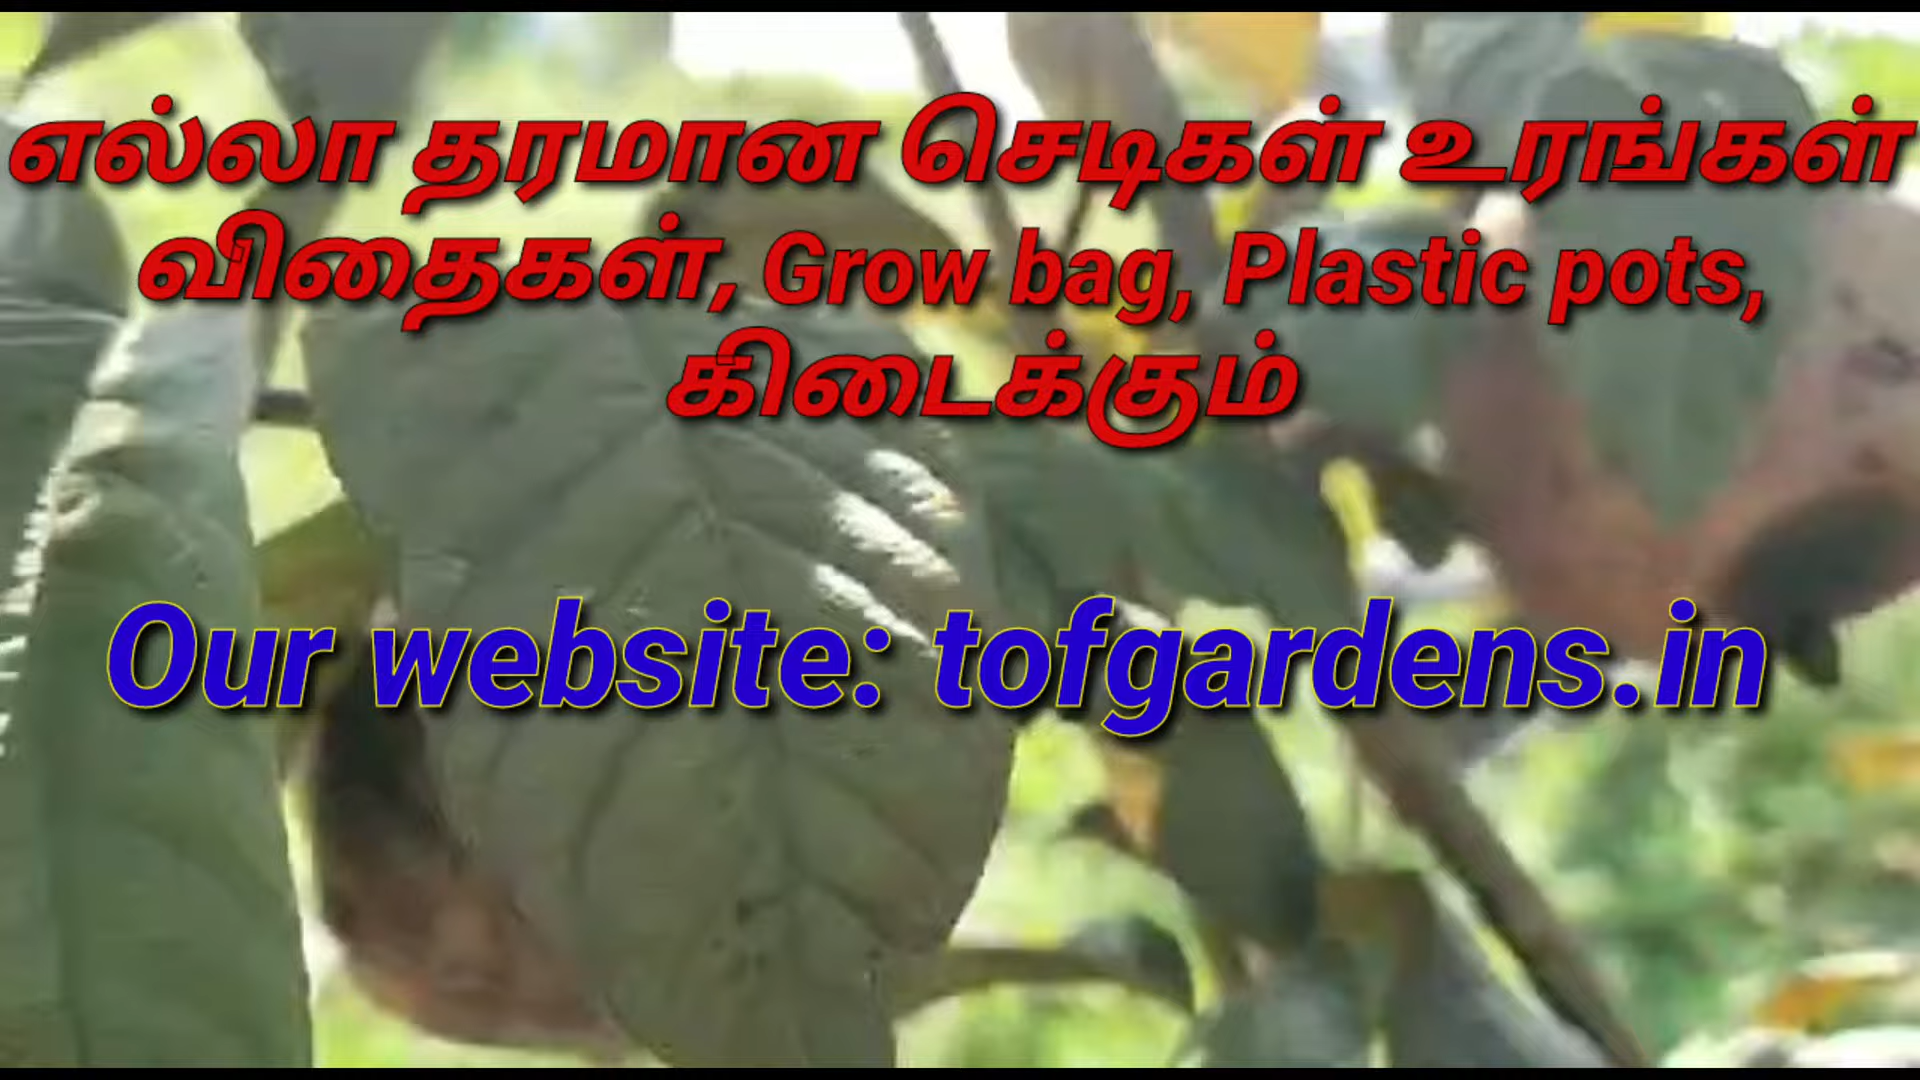 எல்லா தரமான செடிகள் உரங்கள்
விதைகள், Grow bag, Plastic pots,
கிடைக்கும்
Our website: tofgardens.in